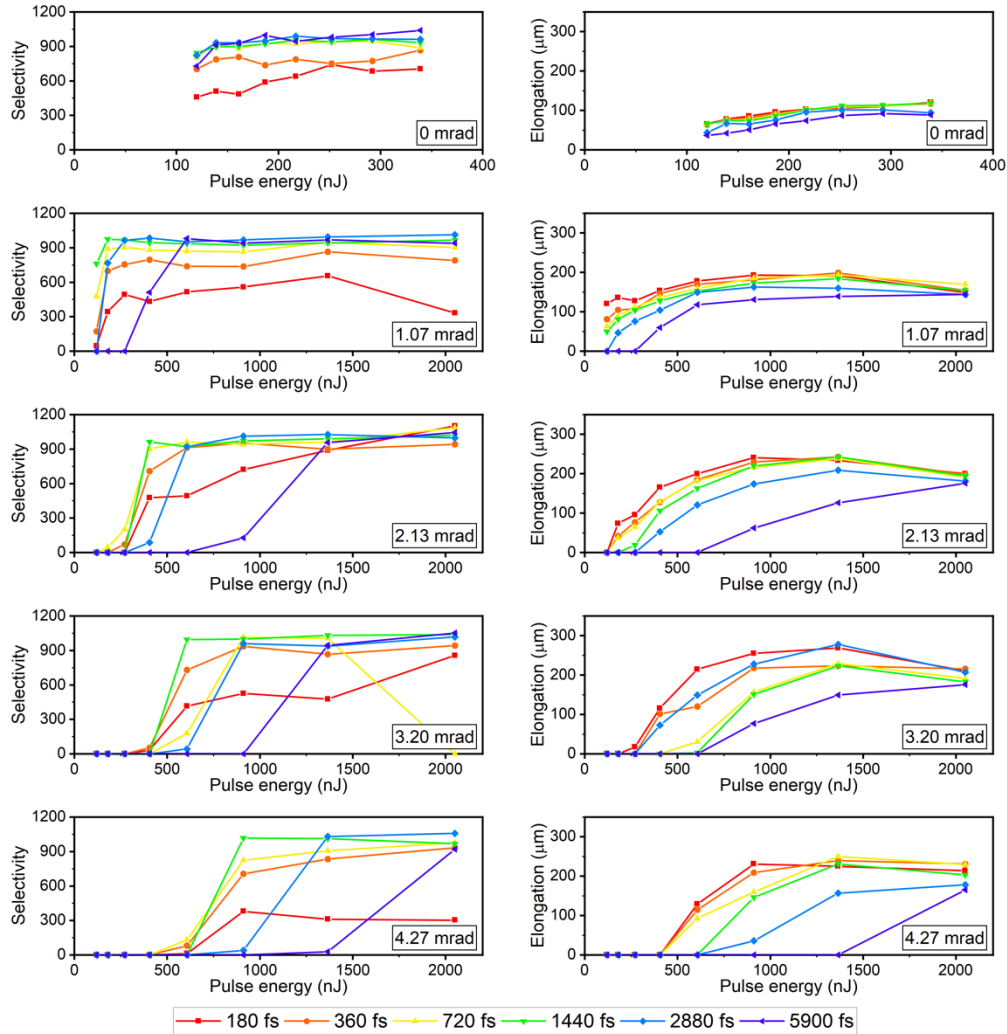 1200
900
600
300
0
0 100 200 300 400
Selectivity
Pulse energy (nJ)
0 mrad
300
200
100
0
0 100 200 300 400
Elongation (μm)
Pulse energy (nJ)
0 mrad
1200
900
600
300
0
0 500 1000 1500 2000
Selectivity
Pulse energy (nJ)
1.07 mrad
300
200
100
0
0 500 1000 1500 2000
Elongation (μm)
Pulse energy (nJ)
1.07 mrad
1200
900
600
300
0
0 500 1000 1500 2000
Selectivity
Pulse energy (nJ)
2.13 mrad
300
200
100
0
0 500 1000 1500 2000
Elongation (μm)
Pulse energy (nJ)
2.13 mrad
1200
900
600
300
0
0 500 1000 1500 2000
Selectivity
Pulse energy (nJ)
3.20 mrad
300
200
100
0
0 500 1000 1500 2000
Elongation (μm)
Pulse energy (nJ)
3.20 mrad
1200
900
600
300
0
0 500 1000 1500 2000
Selectivity
Pulse energy (nJ)
4.27 mrad
300
200
100
0
0 500 1000 1500 2000
Elongation (μm)
Pulse energy (nJ)
4.27 mrad
180 fs 360 fs 720 fs 1440 fs 2880 fs 5900 fs